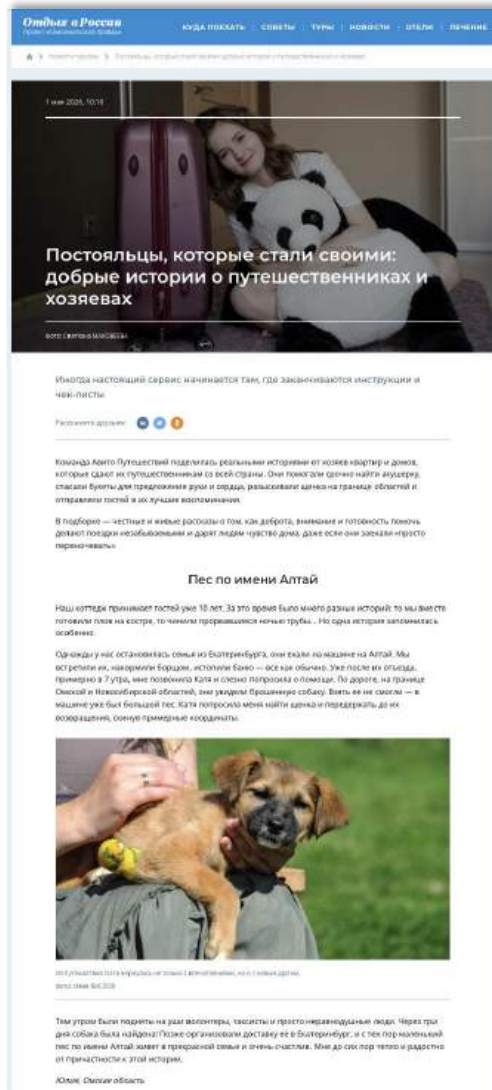 Отдых в России
КУДА ПОЕХАТЬ
СОВЕТЫ
ТУРЫ
НОВОСТИ
ОТЕЛИ
ЛЕЧЕНИЕ
10:18
Постояльцы, которые стали своими:
добрые истории о путешественниках и
хозяевах
Иногда настоящий сервис начинается там, где заканчиваются инструкции и
чек-листы
Расскажите друзьям:
Команда Авито Путешествий поделилась реальными историями от хозяев квартир и домов,
которые сдают их путешественникам со всей страны. Они помогали срочно найти акушерку,
спасали букеты для предложения руки и сердца, разыскивали щенка на границе областей и
отправляли гостей в их лучшие воспоминания.
В подборке — честные и живые рассказы о том, как доброта, внимание и готовность помочь
делают поездки незабываемыми и дарят людям чувство дома, даже если они заехали «просто
переночевать»
Пес по имени Алтай
Наш коттедж принимает гостей уже 10 лет. За это время было много разных историй: то мы вместе
готовили плов на костре, то чинили прорвавшиеся ночью трубы... Но одна история запомнилась
особенно.
Однажды у нас остановилась семья из Екатеринбурга, они ехали на машине на Алтай. Мы
встретили их, накормили борщом, истопили баню — все как обычно. Уже после их отъезда,
примерно в 7 утра, мне позвонила Катя и слезно попросила о помощи. По дороге, на границе
Омской и Новосибирской областей, они увидели брошенную собаку. Взять ее не смогли — в
машине уже был большой пес. Катя попросила меня найти щенка и передержать до их
возвращения, скинув примерные координаты.
Тем утром были подняты на уши волонтеры, таксисты и просто неравнодушные люди. Через три
дня собака была найдена! Позже организовали доставку ее в Екатеринбург, и с тех пор маленький
пес по имени Алтай живет в прекрасной семье и очень счастлив. Мне до сих пор тепло и радостно
от причастности к этой истории.
Юлия, Омская область